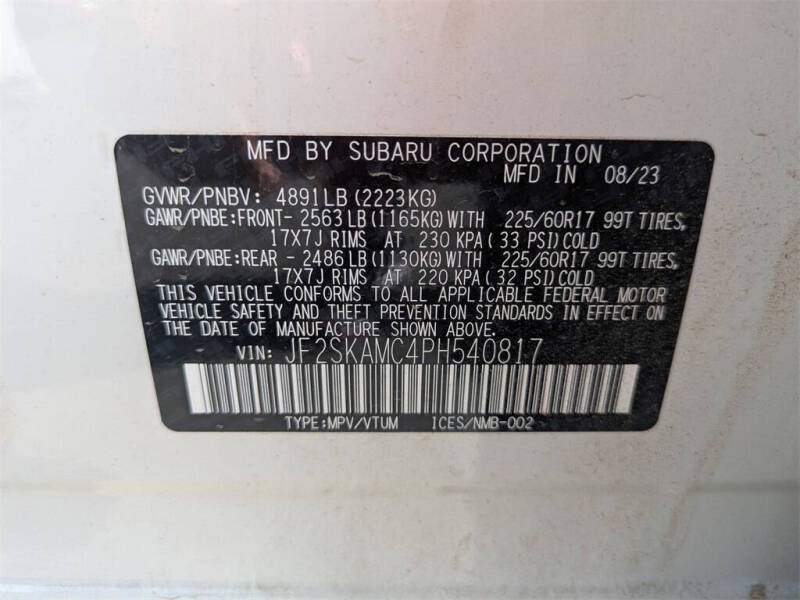 MFD BY SUBARU CORPORATION
MFD IN 08/23
GVWR/PNBV: 4891LB (2223KG)
GAWR/PNBE:FRONT- 2563LB (1165KG) WITH 225/60R17 99T TIRES,
17X7J RIMS AT 230 KPA ( 33 PSI) COLD
GAWR/PNBE:REAR - 2486LB (1130KG) WITH 225/60R17 99T TIRES,
17X7J RIMS AT 220 KPA ( 32 PSI) COLD
THIS VEHICLE CONFORMS TO ALL APPLICABLE FEDERAL MOTOR
VEHICLE SAFETY AND THEFT PREVENTION STANDARDS IN EFFECT ON
THE DATE OF MANUFACTURE SHOWN ABOVE.
VIN: JF2SKAMC4PH540817
TYPE:MPV/VTUM ICES/NMB-002